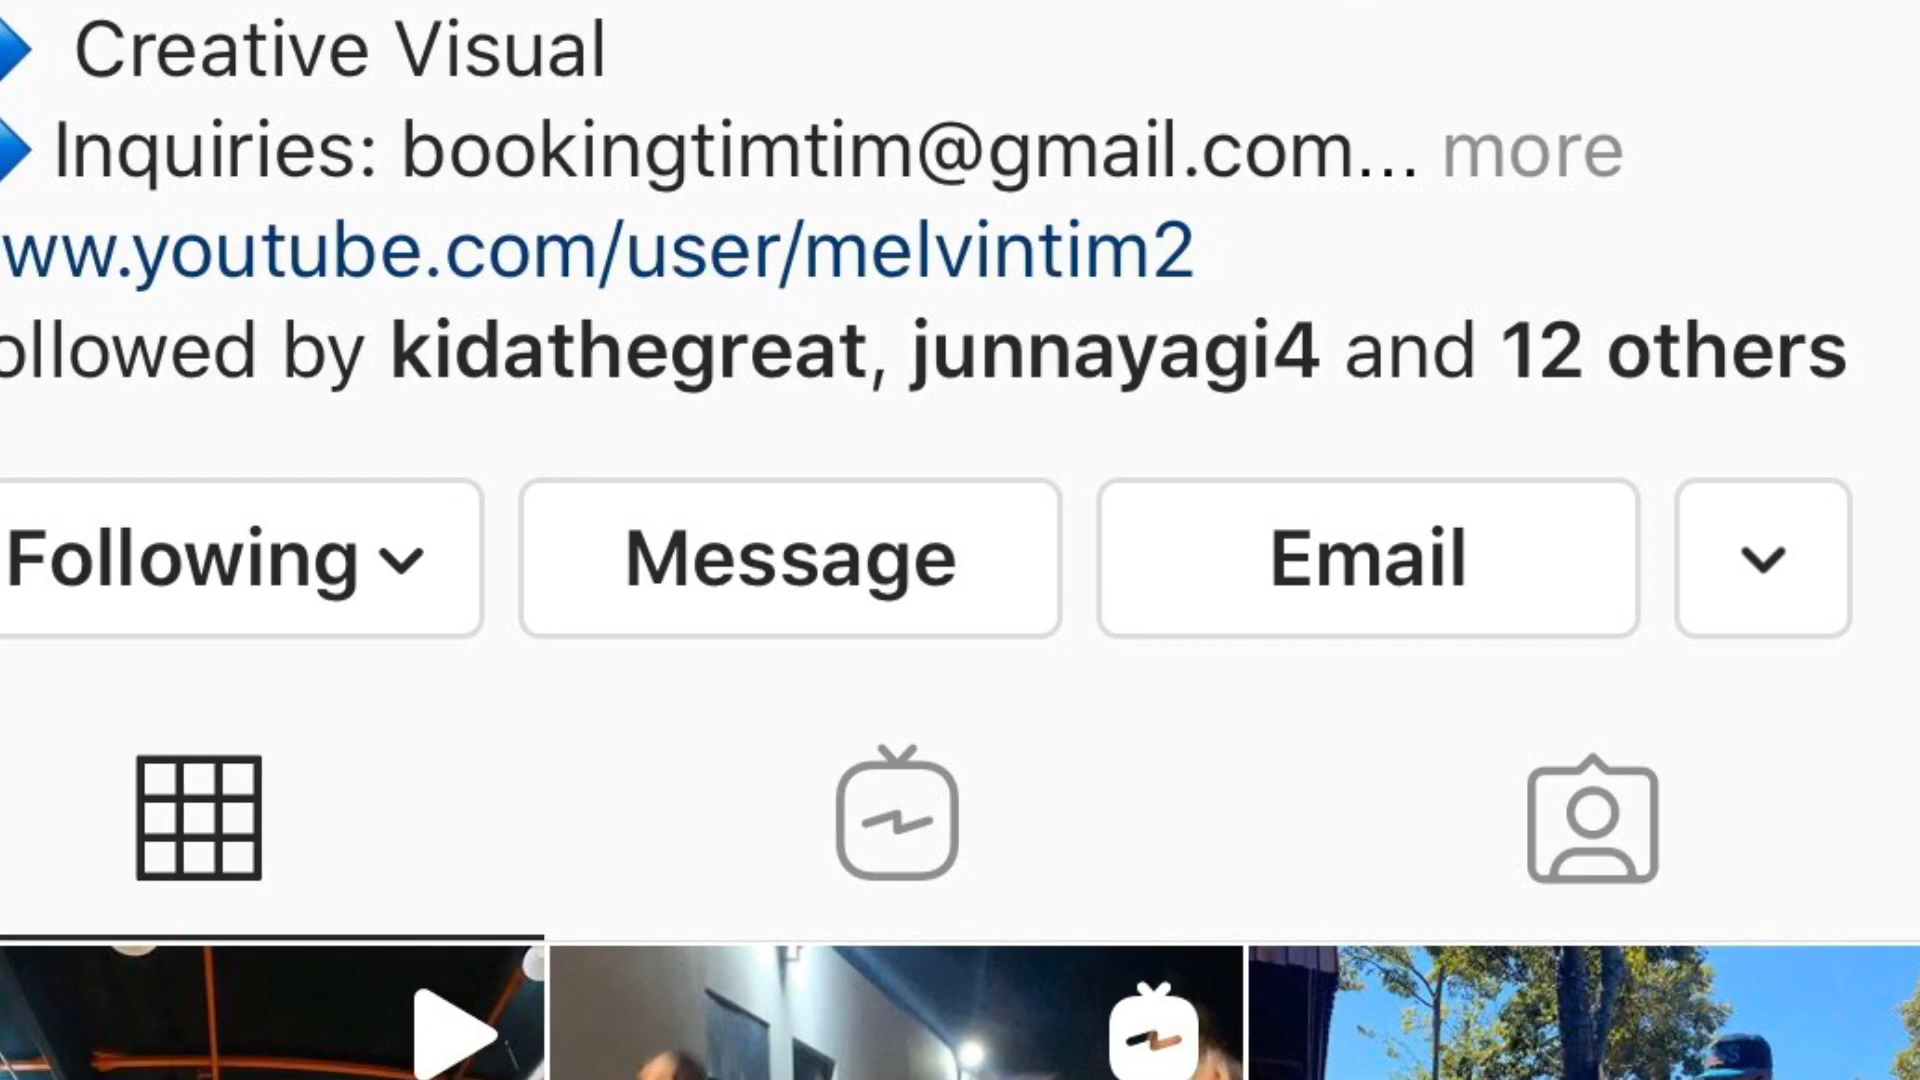 Creative Visual
Inquiries: bookingtimtim@gmail.com... more
ww.youtube.com/user/melvintim2
ollowed by kidathegreat, junnayagi4 and 12 others
Following
Message
Email